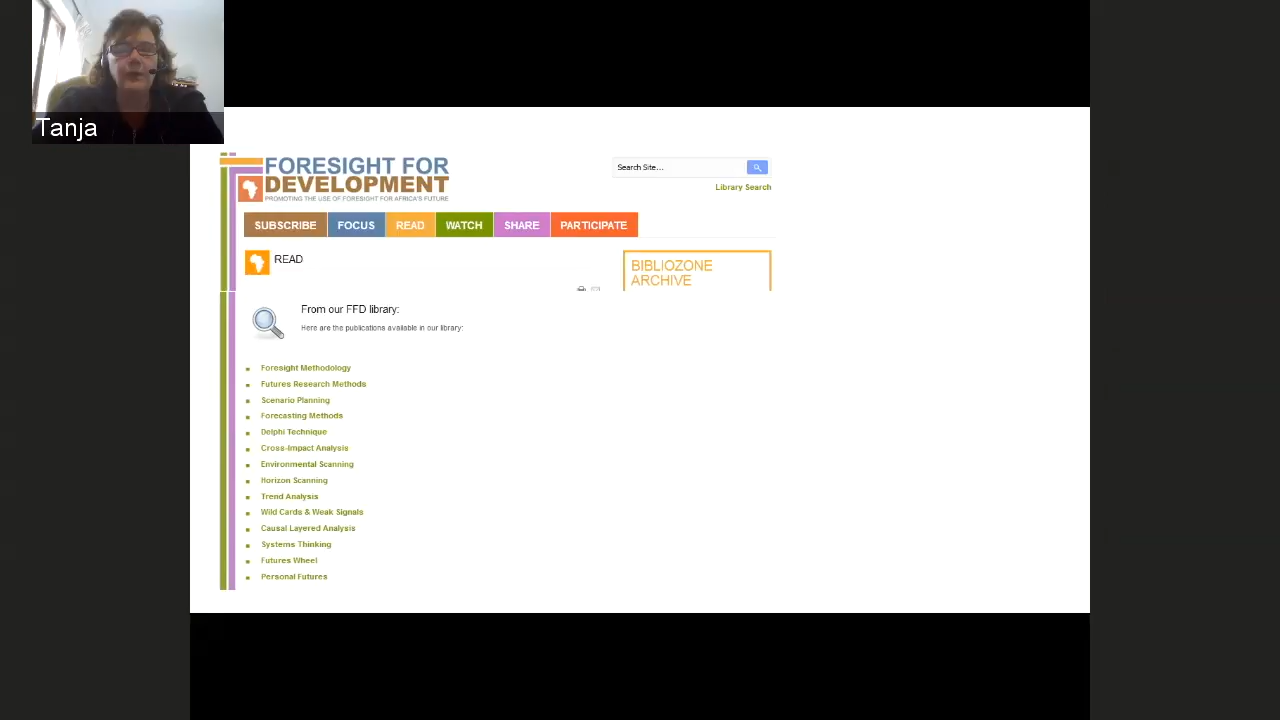 Tanja
FORESIGHT FOR
DEVELOPMENT
PROMOTING THE USE OF FORESIGHT FOR AFRICA'S FUTURE
Search Site...
Library Search
SUBSCRIBE FOCUS READ WATCH SHARE PARTICIPATE
READ
BIBLIOZONE
ARCHIVE
From our FFD library:
Here are the publications available in our library:
Foresight Methodology
Futures Research Methods
Scenario Planning
Forecasting Methods
Delphi Technique
Cross-Impact Analysis
Environmental Scanning
Horizon Scanning
Trend Analysis
Wild Cards & Weak Signals
Causal Layered Analysis
Systems Thinking
Futures Wheel
Personal Futures